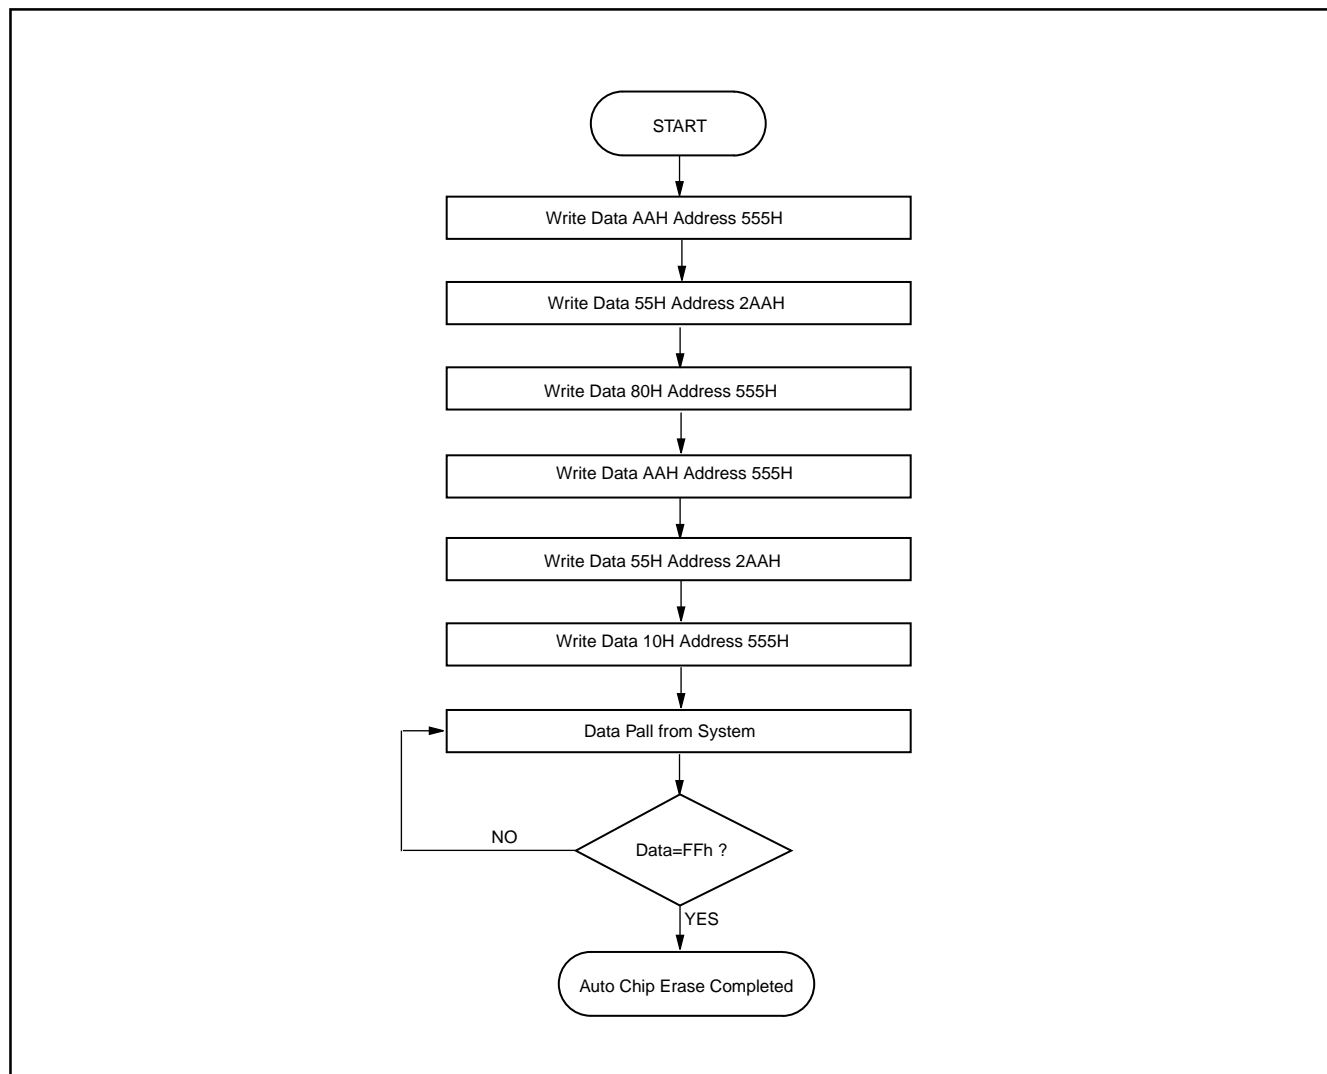 START
Write Data AAH Address 555H
Write Data 55H Address 2AAH
Write Data 80H Address 555H
Write Data AAH Address 555H
Write Data 55H Address 2AAH
Write Data 10H Address 555H
Data Pall from System
NO
Data=FFh ?
YES
Auto Chip Erase Completed